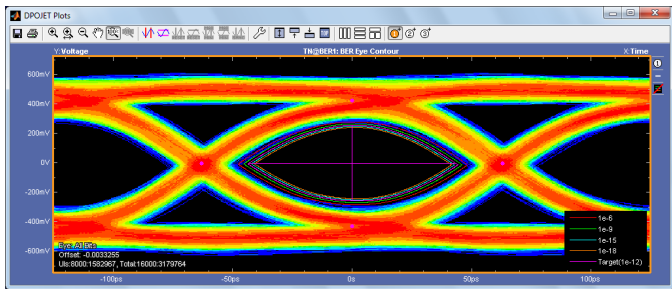 DPOJET Plots
Y: Voltage TN@BER1: BER Eye Contour X: Time
600mV
400mV
200mV
0V
-200mV
-400mV
-600mV
Eye: All Bits
Offset: -0.0033255
UIs:8000:1582967, Total:16000:3179764
1e-6
1e-9
1e-15
1e-18
Target(1e-12)
-100ps -50ps 0s 50ps 100ps